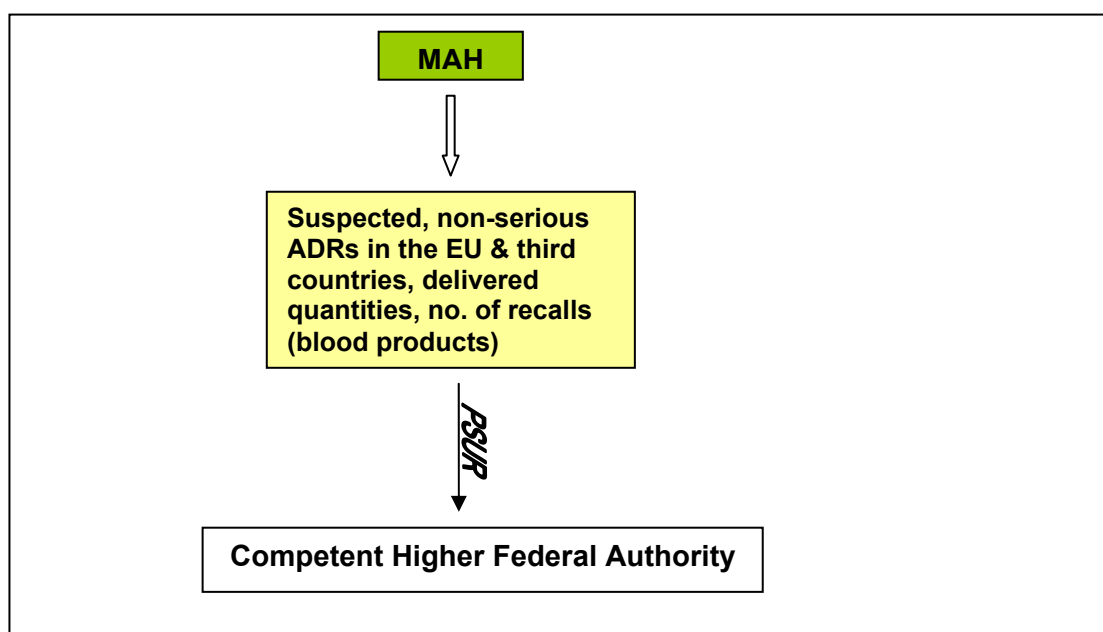 MAH
Suspected, non-serious
ADRs in the EU & third
countries, delivered
quantities, no. of recalls
(blood products)
PSUR
Competent Higher Federal Authority